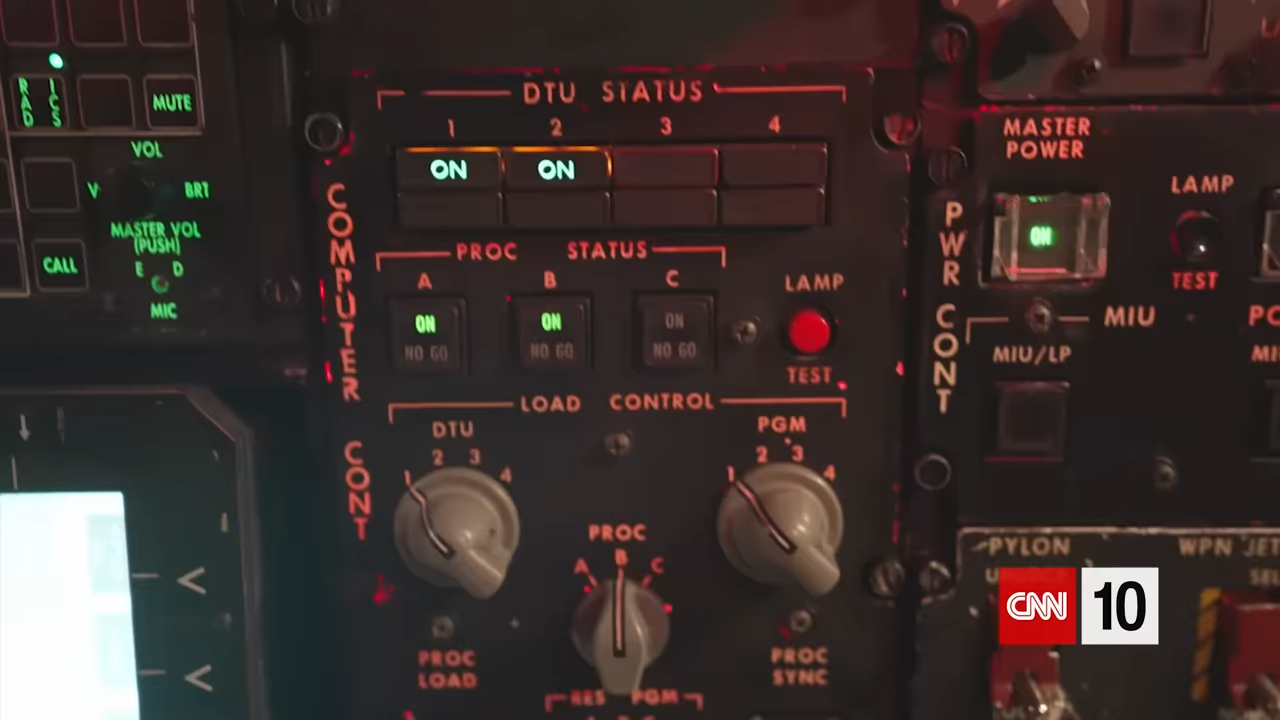 RAD
ICS
MUTE
VOL
V
BRT
MASTER VOL
(PUSH)
CALL
E D
MIC
COMPUTER CONT
DTU STATUS
1 2 3 4
ON ON
PROC STATUS
A B C
ON ON ON
NO GO NO GO NO GO
LAMP
TEST
LOAD CONTROL
DTU
1 2 3 4
PGM
1 2 3 4
PROC
A B C
PROC
LOAD
PROC
SYNC
PGM
PWR CONT
MASTER
POWER
ON
LAMP
TEST
MIU
MIU/LP
PYLON
WPN JET
SEL
CNN 10